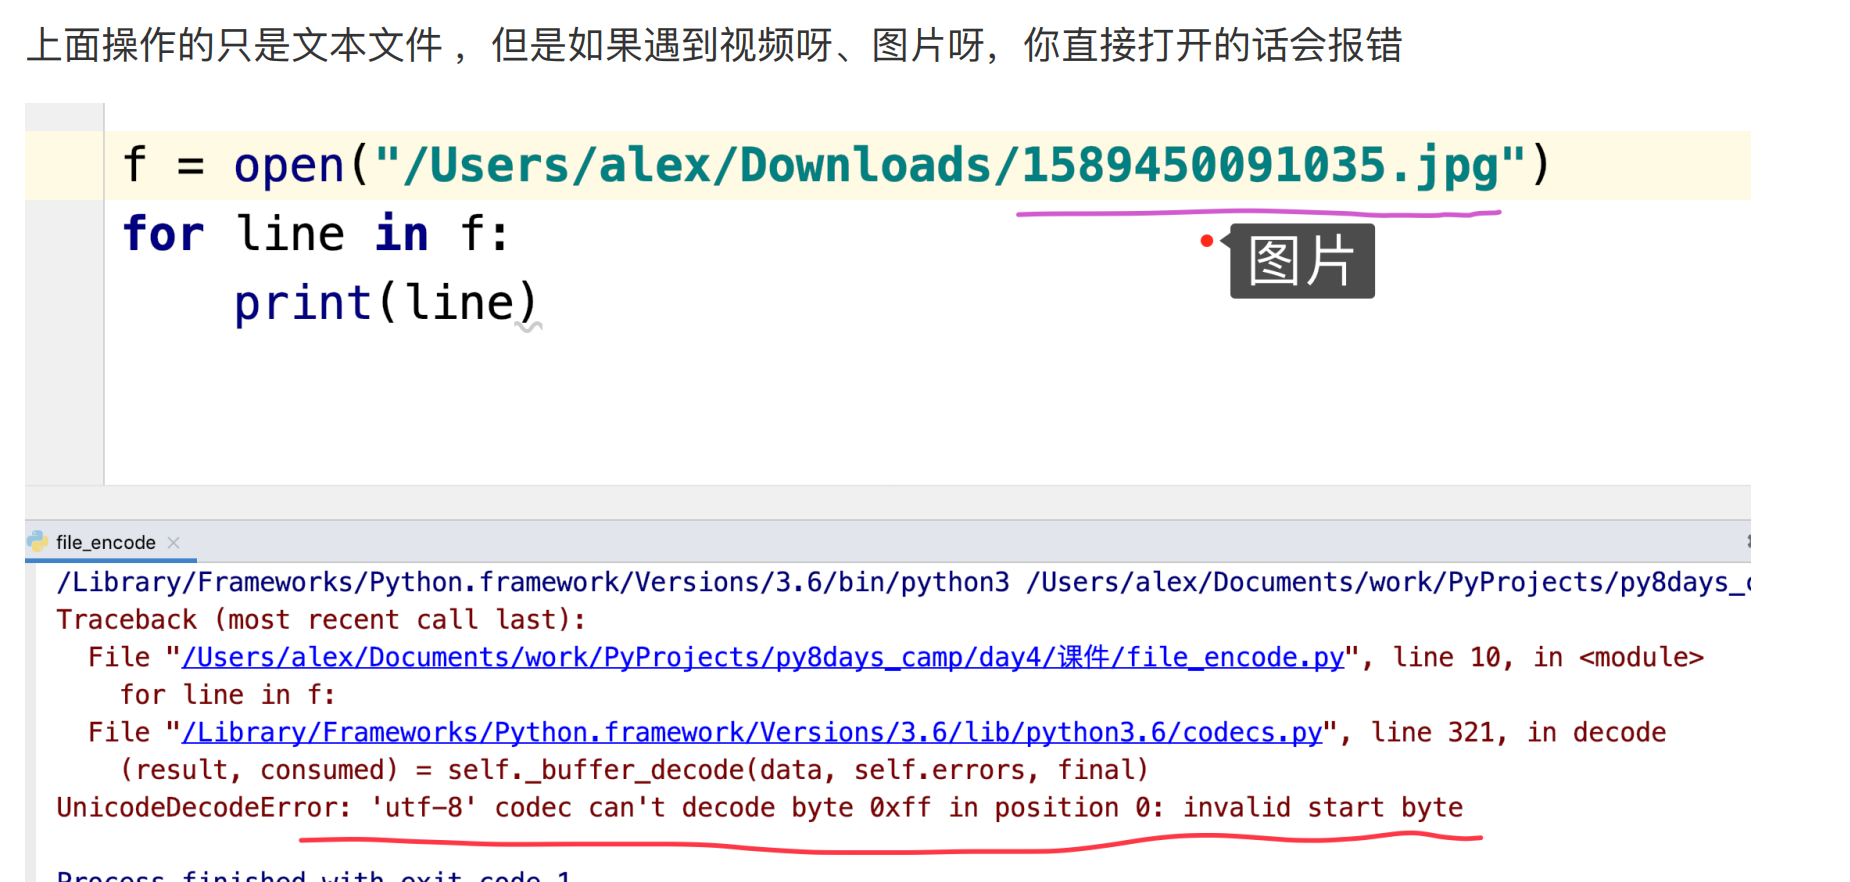 上面操作的只是文本文件 ，但是如果遇到视频呀、图片呀，你直接打开的话会报错
f = open("/Users/alex/Downloads/1589450091035.jpg")
for line in f:
图片
    print(line)
file_encode
/Library/Frameworks/Python.framework/Versions/3.6/bin/python3 /Users/alex/Documents/work/PyProjects/py8days_
Traceback (most recent call last):
  File "/Users/alex/Documents/work/PyProjects/py8days_camp/day4/课件/file_encode.py", line 10, in <module>
    for line in f:
  File "/Library/Frameworks/Python.framework/Versions/3.6/lib/python3.6/codecs.py", line 321, in decode
    (result, consumed) = self._buffer_decode(data, self.errors, final)
UnicodeDecodeError: 'utf-8' codec can't decode byte 0xff in position 0: invalid start byte
Process finished with exit code 1